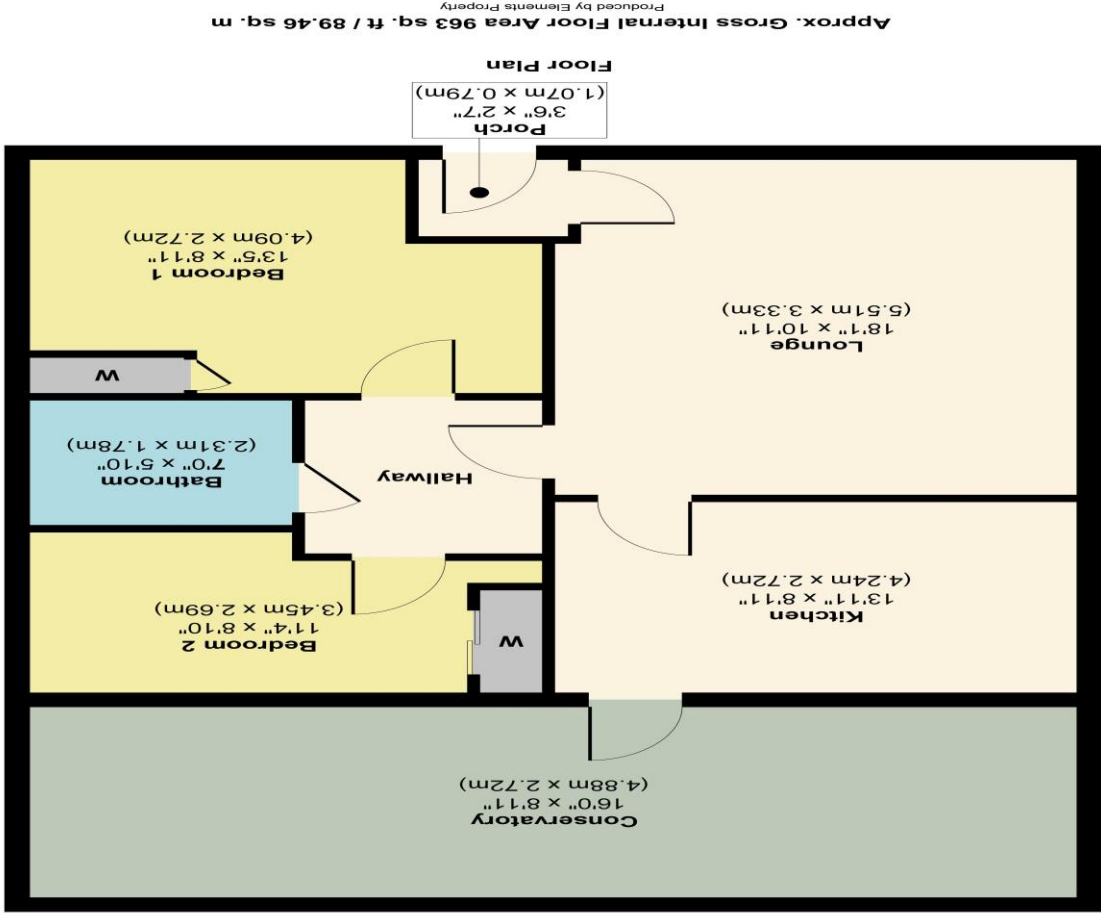 Conservatory
16'0" x 8'11"
(4.88m x 2.72m)
Kitchen
13'11" x 8'11"
(4.24m x 2.72m)
W
Bedroom 2
11'4" x 8'10"
(3.45m x 2.69m)
Hallway
Bathroom
7'0" x 5'10"
(2.31m x 1.78m)
W
Lounge
18'1" x 10'11"
(5.51m x 3.33m)
Bedroom 1
13'5" x 8'11"
(4.09m x 2.72m)
Porch
3'6" x 2'7"
(1.07m x 0.79m)
Floor Plan
Approx. Gross Internal Floor Area 963 sq. ft / 89.46 sq. m
Produced by Elements Property